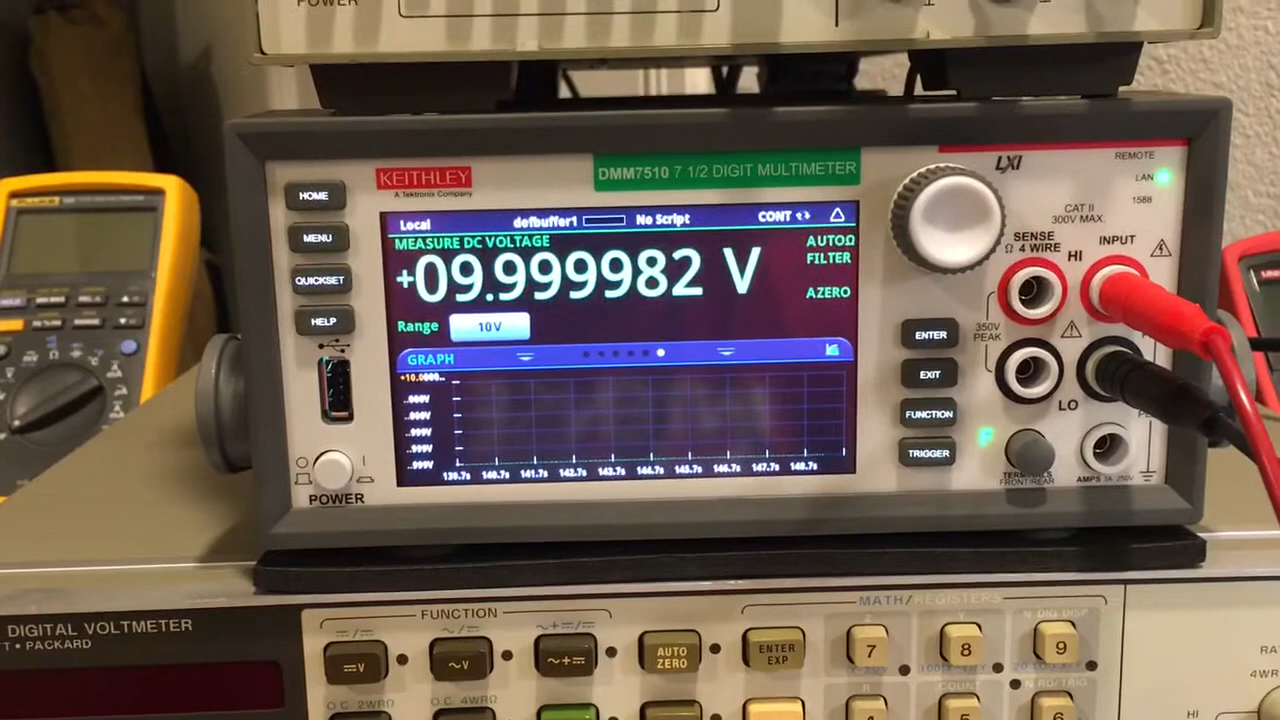 POWER
KEITHLEY
A Tektronix Company
DMM7510 7 1/2 DIGIT MULTIMETER
LXI
REMOTE
LAN
1588
HOME
MENU
QUICKSET
HELP
POWER
Local
defbuffer1
No Script
CONT
MEASURE DC VOLTAGE
+09.999982 V
AUTOΩ
FILTER
AZERO
Range
10V
GRAPH
..000V
..000V
..999V
..999V
..999V
139.7s 140.7s 141.7s 142.7s 143.7s 144.7s 145.7s 146.7s 147.7s 148.7s
ENTER
EXIT
FUNCTION
TRIGGER
CAT II
300V MAX.
SENSE
Ω 4 WIRE
INPUT
HI
350V
PEAK
LO
F
FRONT/REAR
AMPS 3A, 250V
FLUKE
DIGITAL VOLTMETER
PACKARD
FUNCTION
MATH/REGISTERS
⎓V
~V
~+⎓
AUTO
ZERO
ENTER
EXP
7
8
9
N DIG DISP
O.C. 2WRΩ
O.C. 4WRΩ
COUNT
N RD/TRIG
4
5
6
HI